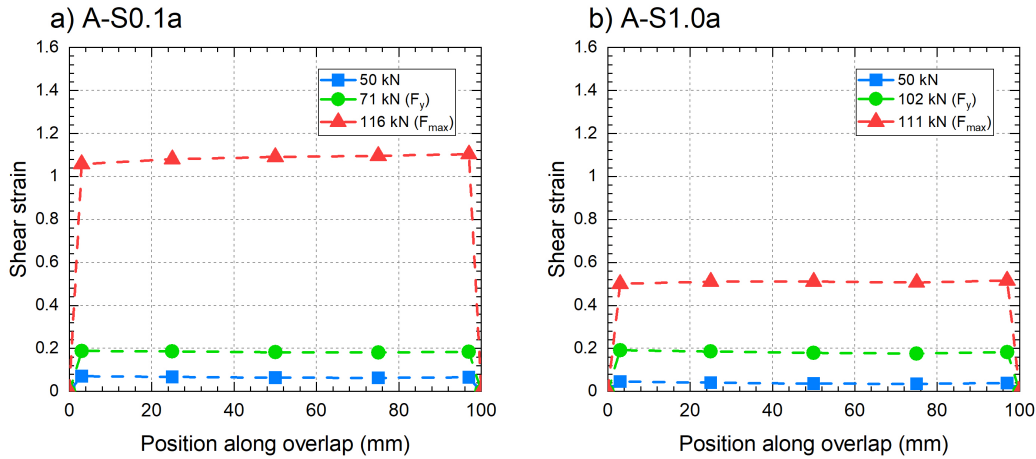 a) A-S0.1a
1.6
1.4
1.2
1
0.8
0.6
0.4
0.2
0
Shear strain
50 kN
71 kN (Fy)
116 kN (Fmax)
0 20 40 60 80 100
Position along overlap (mm)
b) A-S1.0a
1.6
1.4
1.2
1
0.8
0.6
0.4
0.2
0
Shear strain
50 kN
102 kN (Fy)
111 kN (Fmax)
0 20 40 60 80 100
Position along overlap (mm)